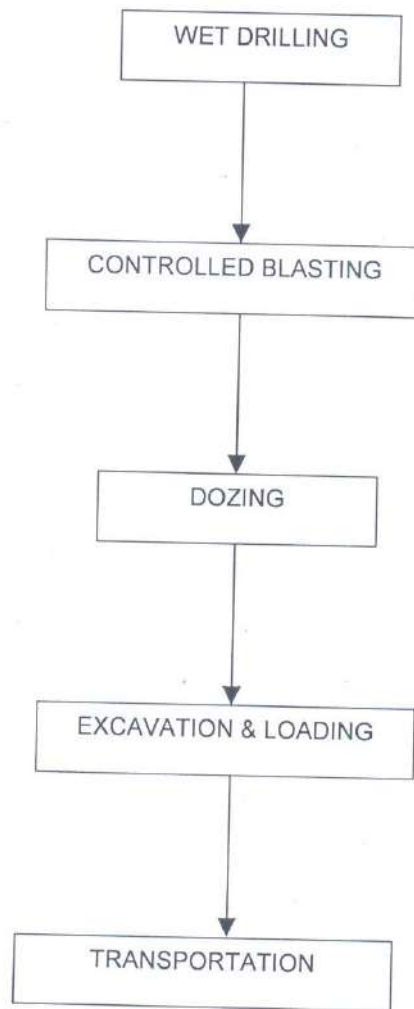 WET DRILLING
CONTROLLED BLASTING
DOZING
EXCAVATION & LOADING
TRANSPORTATION